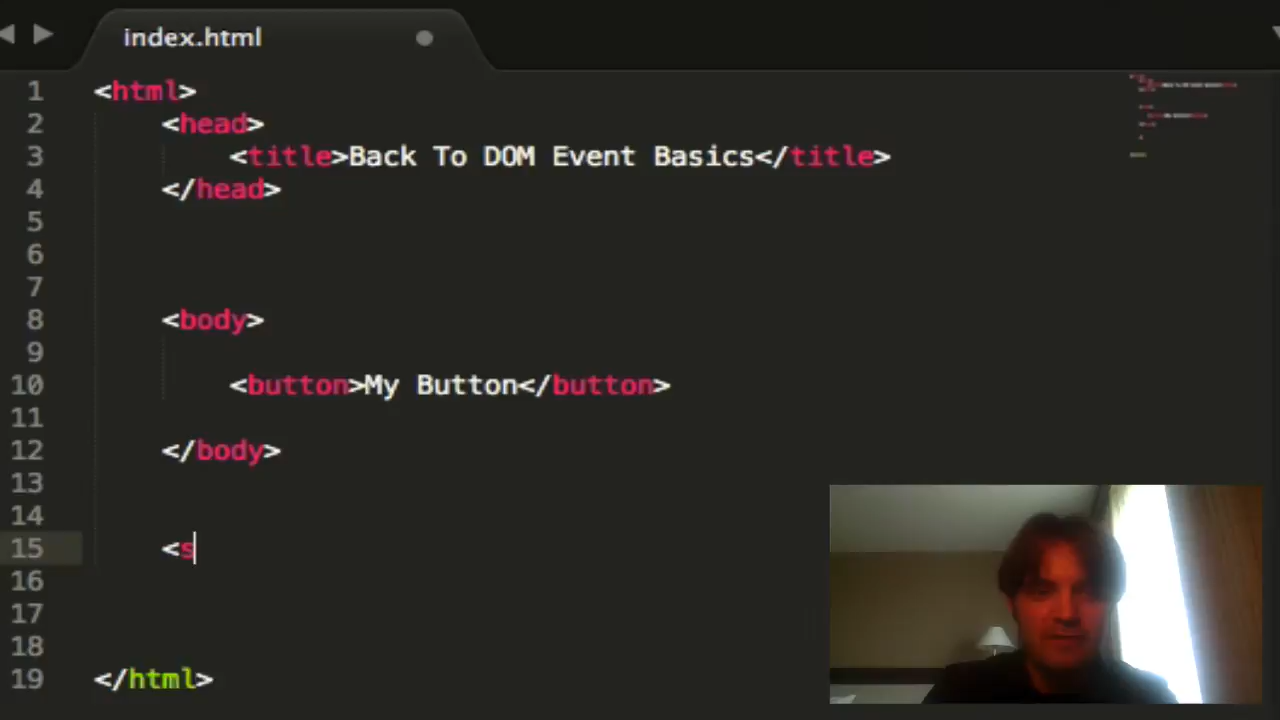 index.html
1 <html>
2 <head>
3 <title>Back To DOM Event Basics</title>
4 </head>
5
6
7
8 <body>
9
10 <button>My Button</button>
11
12 </body>
13
14
15 <s
16
17
18
19 </html>